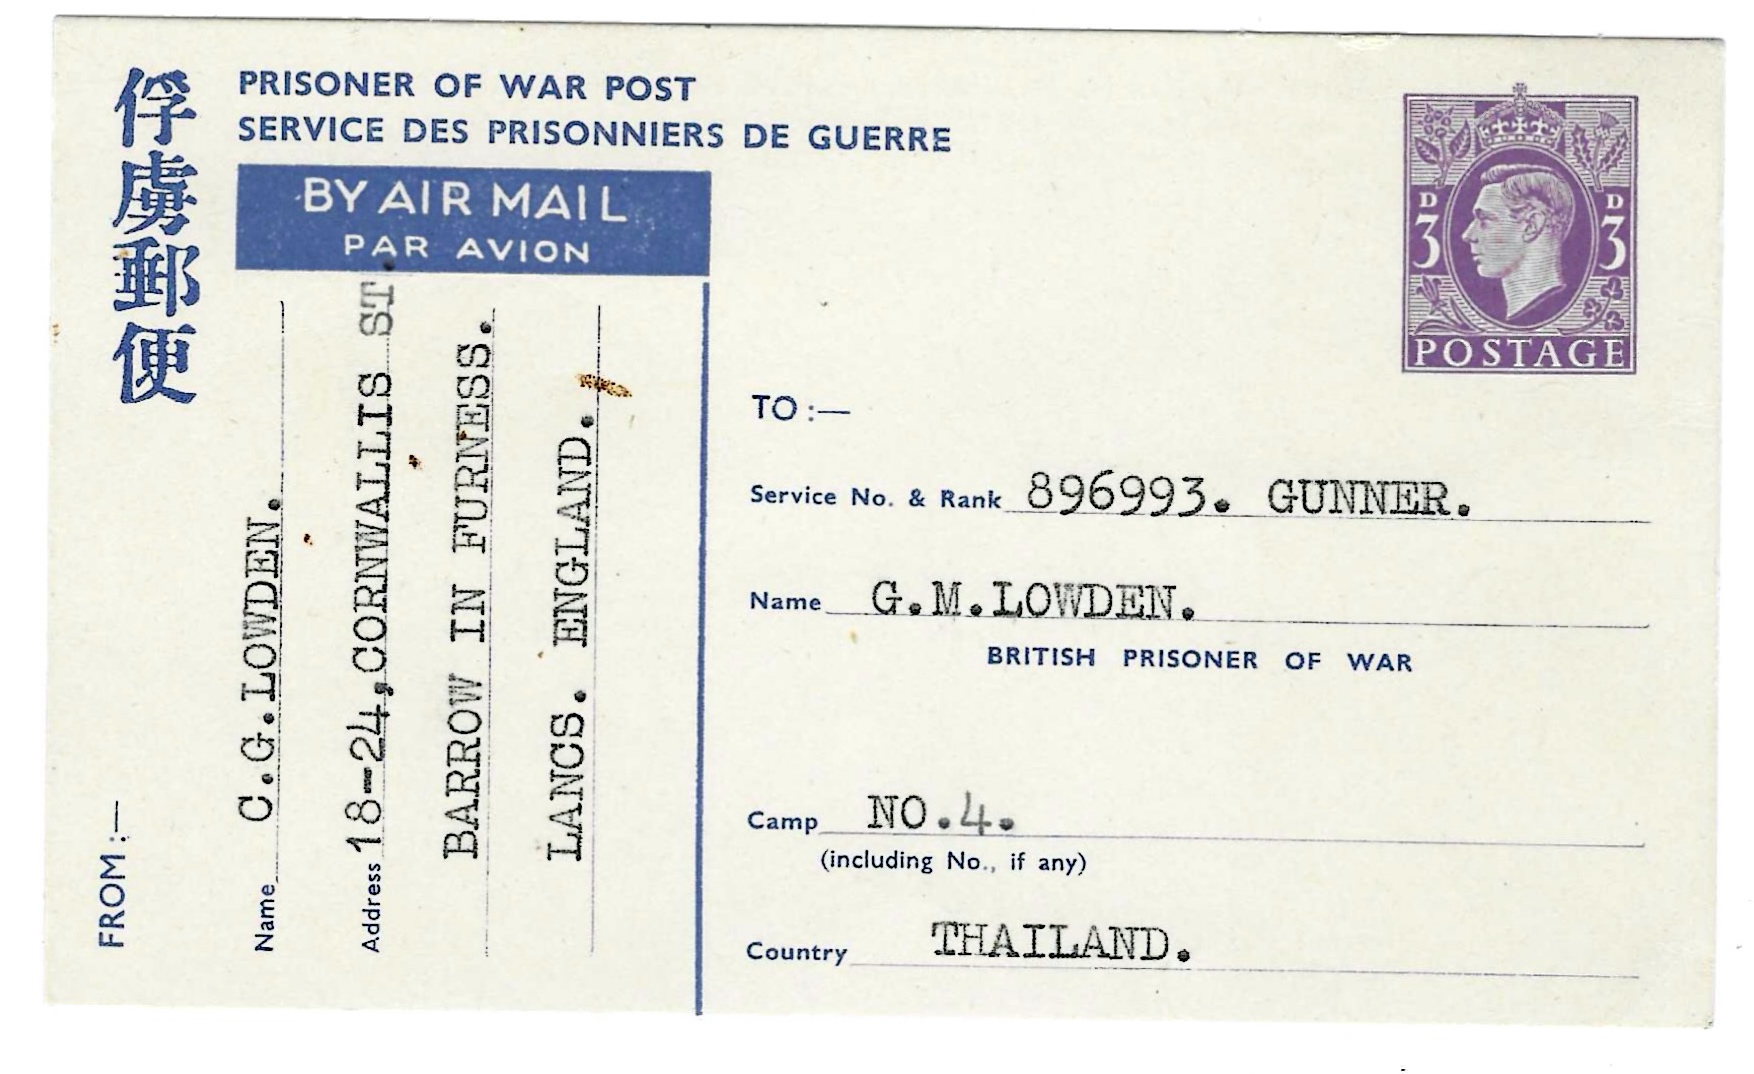 俘虜郵便
PRISONER OF WAR POST
SERVICE DES PRISONNIERS DE GUERRE
BY AIR MAIL
PAR AVION
FROM:—
Name C.G.LOWDEN.
Address 18-24,CORNWALLIS ST
BARROW IN FURNESS.
LANCS. ENGLAND.
D D
3 3
POSTAGE
TO:—
Service No. & Rank 896993. GUNNER.
Name G.M.LOWDEN.
BRITISH PRISONER OF WAR
Camp NO.4.
(including No., if any)
Country THAILAND.